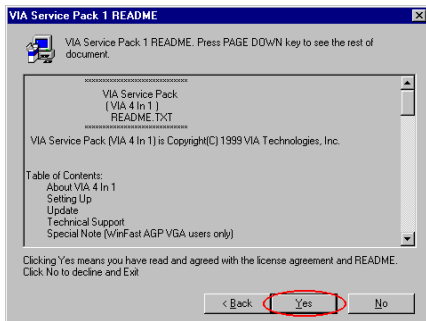 VIA Service Pack 1 README
VIA Service Pack 1 README. Press PAGE DOWN key to see the rest of
document.
xxxxxxxxxxxxxxxxxxxxxxxxxxxxxx
VIA Service Pack
( VIA 4 In 1 )
README.TXT
xxxxxxxxxxxxxxxxxxxxxxxxxxxxxx
VIA Service Pack (VIA 4 In 1) is Copyright(C) 1999 VIA Technologies, Inc.
Table of Contents:
About VIA 4 In 1
Setting Up
Update
Technical Support
Special Note (WinFast AGP VGA users only)
Clicking Yes means you have read and agreed with the license agreement and README.
Click No to decline and Exit
< Back
Yes
No